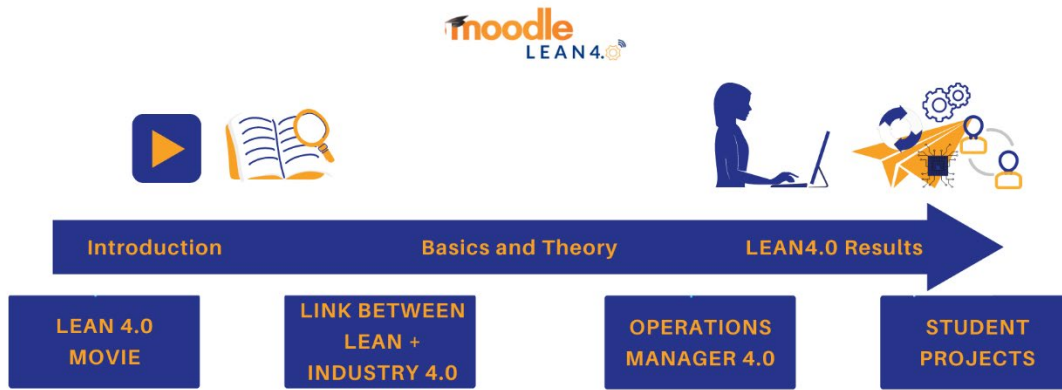 moodle
LEAN4.0
Introduction
Basics and Theory
LEAN4.0 Results
LEAN 4.0
MOVIE
LINK BETWEEN
LEAN +
INDUSTRY 4.0
OPERATIONS
MANAGER 4.0
STUDENT
PROJECTS